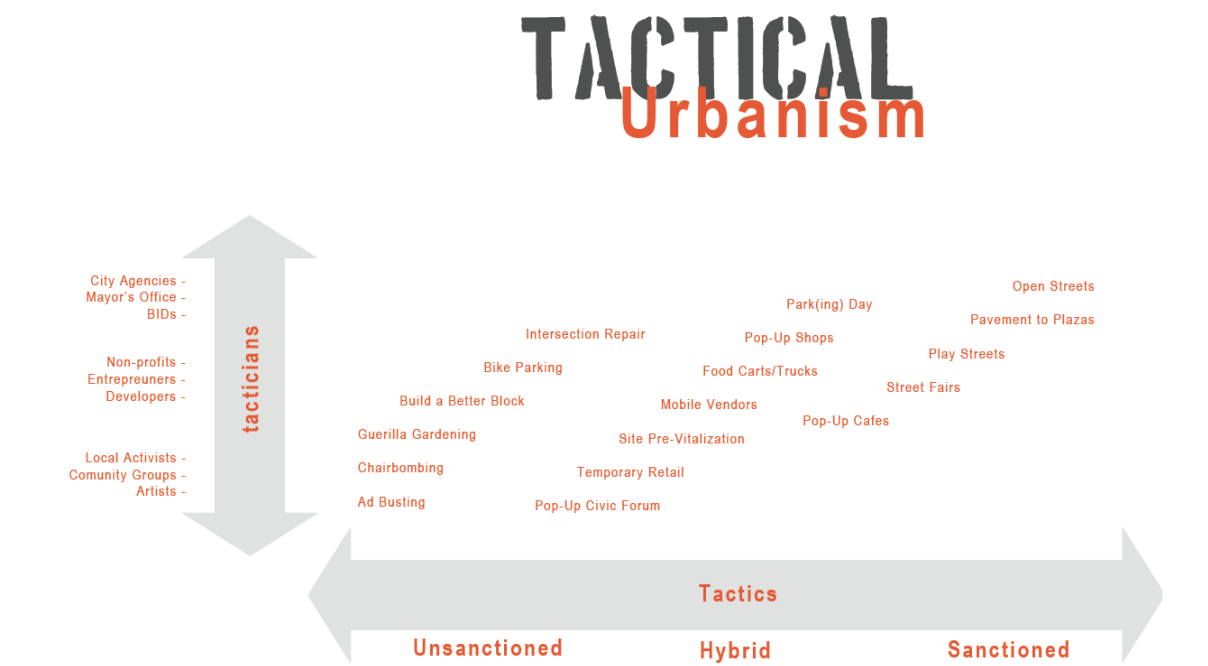 TACTICAL
Urbanism
City Agencies -
Mayor's Office -
BIDs -
Non-profits -
Entrepreuners -
Developers -
Local Activists -
Comunity Groups -
Artists -
tacticians
Open Streets
Park(ing) Day
Pavement to Plazas
Intersection Repair
Pop-Up Shops
Play Streets
Bike Parking
Food Carts/Trucks
Street Fairs
Build a Better Block
Mobile Vendors
Pop-Up Cafes
Guerilla Gardening
Site Pre-Vitalization
Chairbombing
Temporary Retail
Ad Busting
Pop-Up Civic Forum
Tactics
Unsanctioned
Hybrid
Sanctioned